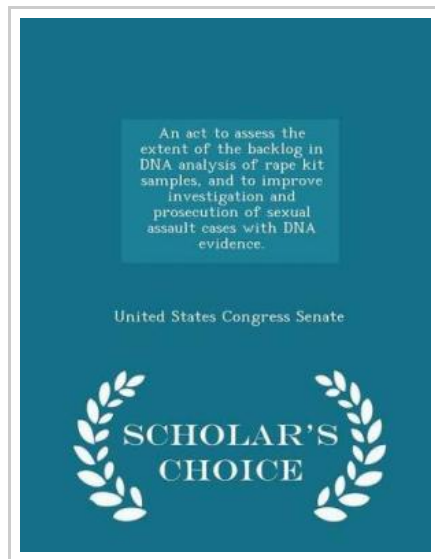 An act to assess the
extent of the backlog in
DNA analysis of rape kit
samples, and to improve
investigation and
prosecution of sexual
assault cases with DNA
evidence.
United States Congress Senate
SCHOLAR'S
CHOICE